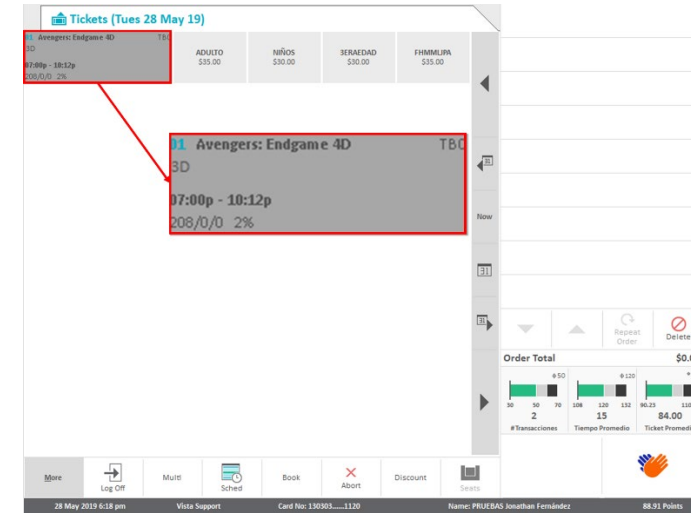 Tickets (Tues 28 May 19)
01 Avengers: Endgame 4D TBC
3D
07:00p - 10:12p
208/0/0 2%
ADULTO
$35.00
NIÑOS
$30.00
3ERAEDAD
$30.00
FHMMLIPA
$35.00
01 Avengers: Endgame 4D TBC
3D
07:00p - 10:12p
208/0/0 2%
31
Now
31
31
Repeat
Order
Delete
Order Total $0.0
50 120
30 50 70 108 120 132 90.23 110
2 15 84.00
#Transacciones Tiempo Promedio Ticket Promedi
More
Log Off
Multi
Sched
Book
Abort
Discount
Seats
28 May 2019 6:18 pm Vista Support Card No: 130303......1120 Name: PRUEBAS Jonathan Fernández 88.91 Points